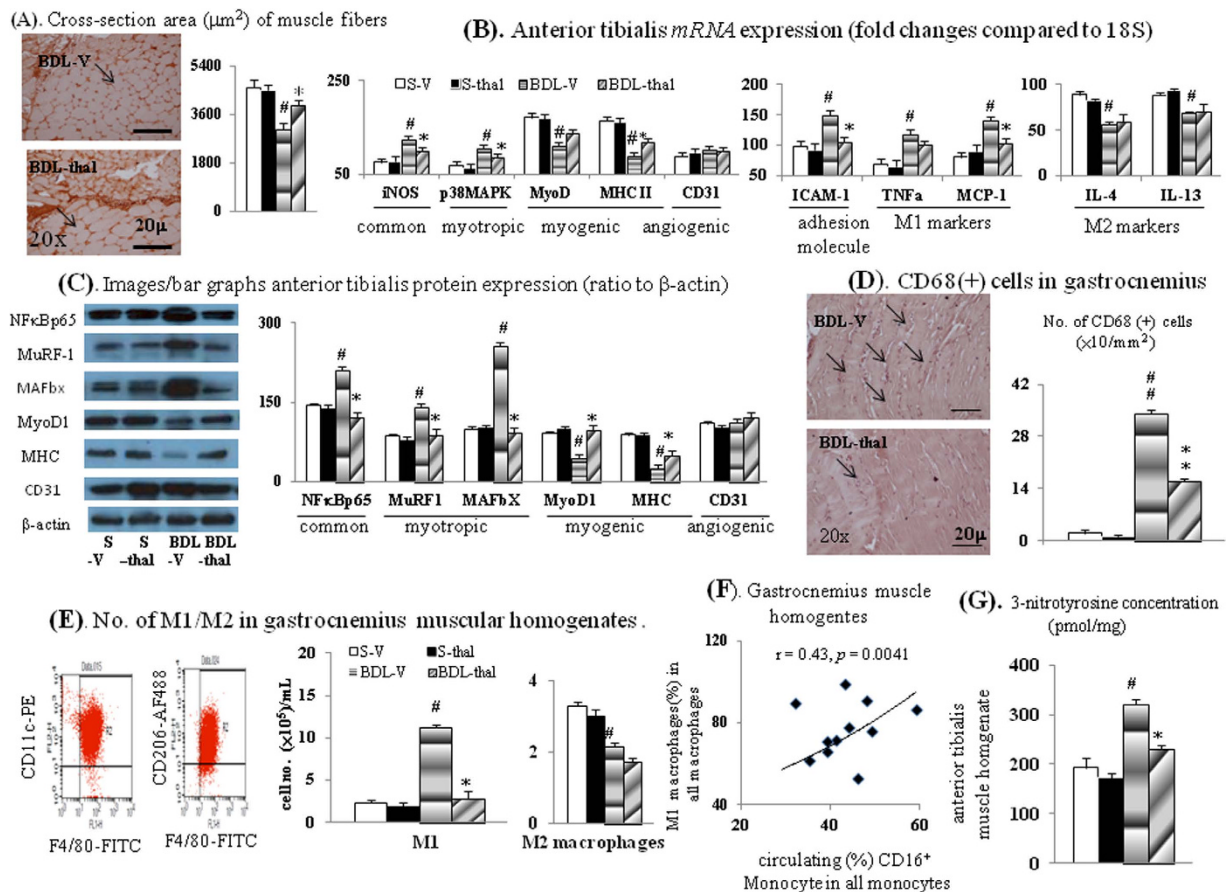 (A). Cross-section area (μm²) of muscle fibers
BDL-V
BDL-thal
20x
20μ
5400
3600
1800
0
#
*
(B). Anterior tibialis mRNA expression (fold changes compared to 18S)
S-V S-thal BDL-V BDL-thal
250
150
50
# * # * # #* 
iNOS p38MAPK MyoD MHC II CD31
common myotropic myogenic angiogenic
200
150
100
50
# * # # *
ICAM-1 TNFa MCP-1
adhesion molecule
M1 markers
100
50
0
# #
IL-4 IL-13
M2 markers
(C). Images/bar graphs anterior tibialis protein expression (ratio to β-actin)
NFκBp65
MuRF-1
MAFbx
MyoD1
MHC
CD31
β-actin
S S BDL BDL
-V –thal -V -thal
300
150
0
# * # * # * # * # *
NFκBp65 MuRF1 MAFbX MyoD1 MHC CD31
common myotropic myogenic angiogenic
(D). CD68(+) cells in gastrocnemius
BDL-V
BDL-thal
20x
20μ
No. of CD68 (+) cells
(×10/mm²)
42
28
14
0
#
#
*
*
(E). No. of M1/M2 in gastrocnemius muscular homogenates .
Data.015
CD11c-PE
F4/80-FITC
Data.024
CD206-AF488
F4/80-FITC
S-V S-thal
BDL-V BDL-thal
cell no. (×10⁵)/mL
20
15
10
5
0
# *
M1
4
2
0
#
M2 macrophages
(F). Gastrocnemius muscle
homogentes
r = 0.43, p = 0.0041
M1 macrophages(%) in
all macrophages
120
80
40
20 40 60
circulating (%) CD16⁺
Monocyte in all monocytes
(G). 3-nitrotyrosine concentration
(pmol/mg)
anterior tibialis
muscle homgenate
400
300
200
100
0
#
*